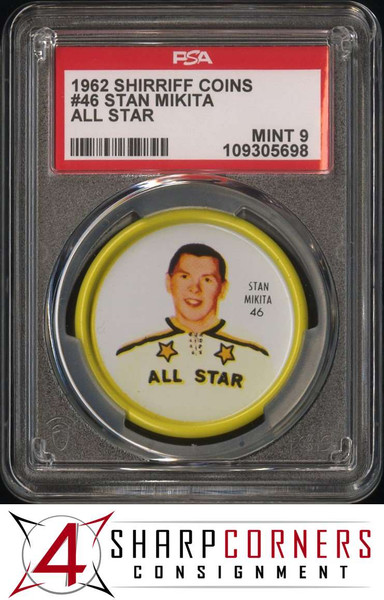 PSA
1962 SHIRRIFF COINS
#46 STAN MIKITA
ALL STAR
MINT 9
109305698
STAN
MIKITA
46
ALL STAR
4 SHARPCORNERS
CONSIGNMENT